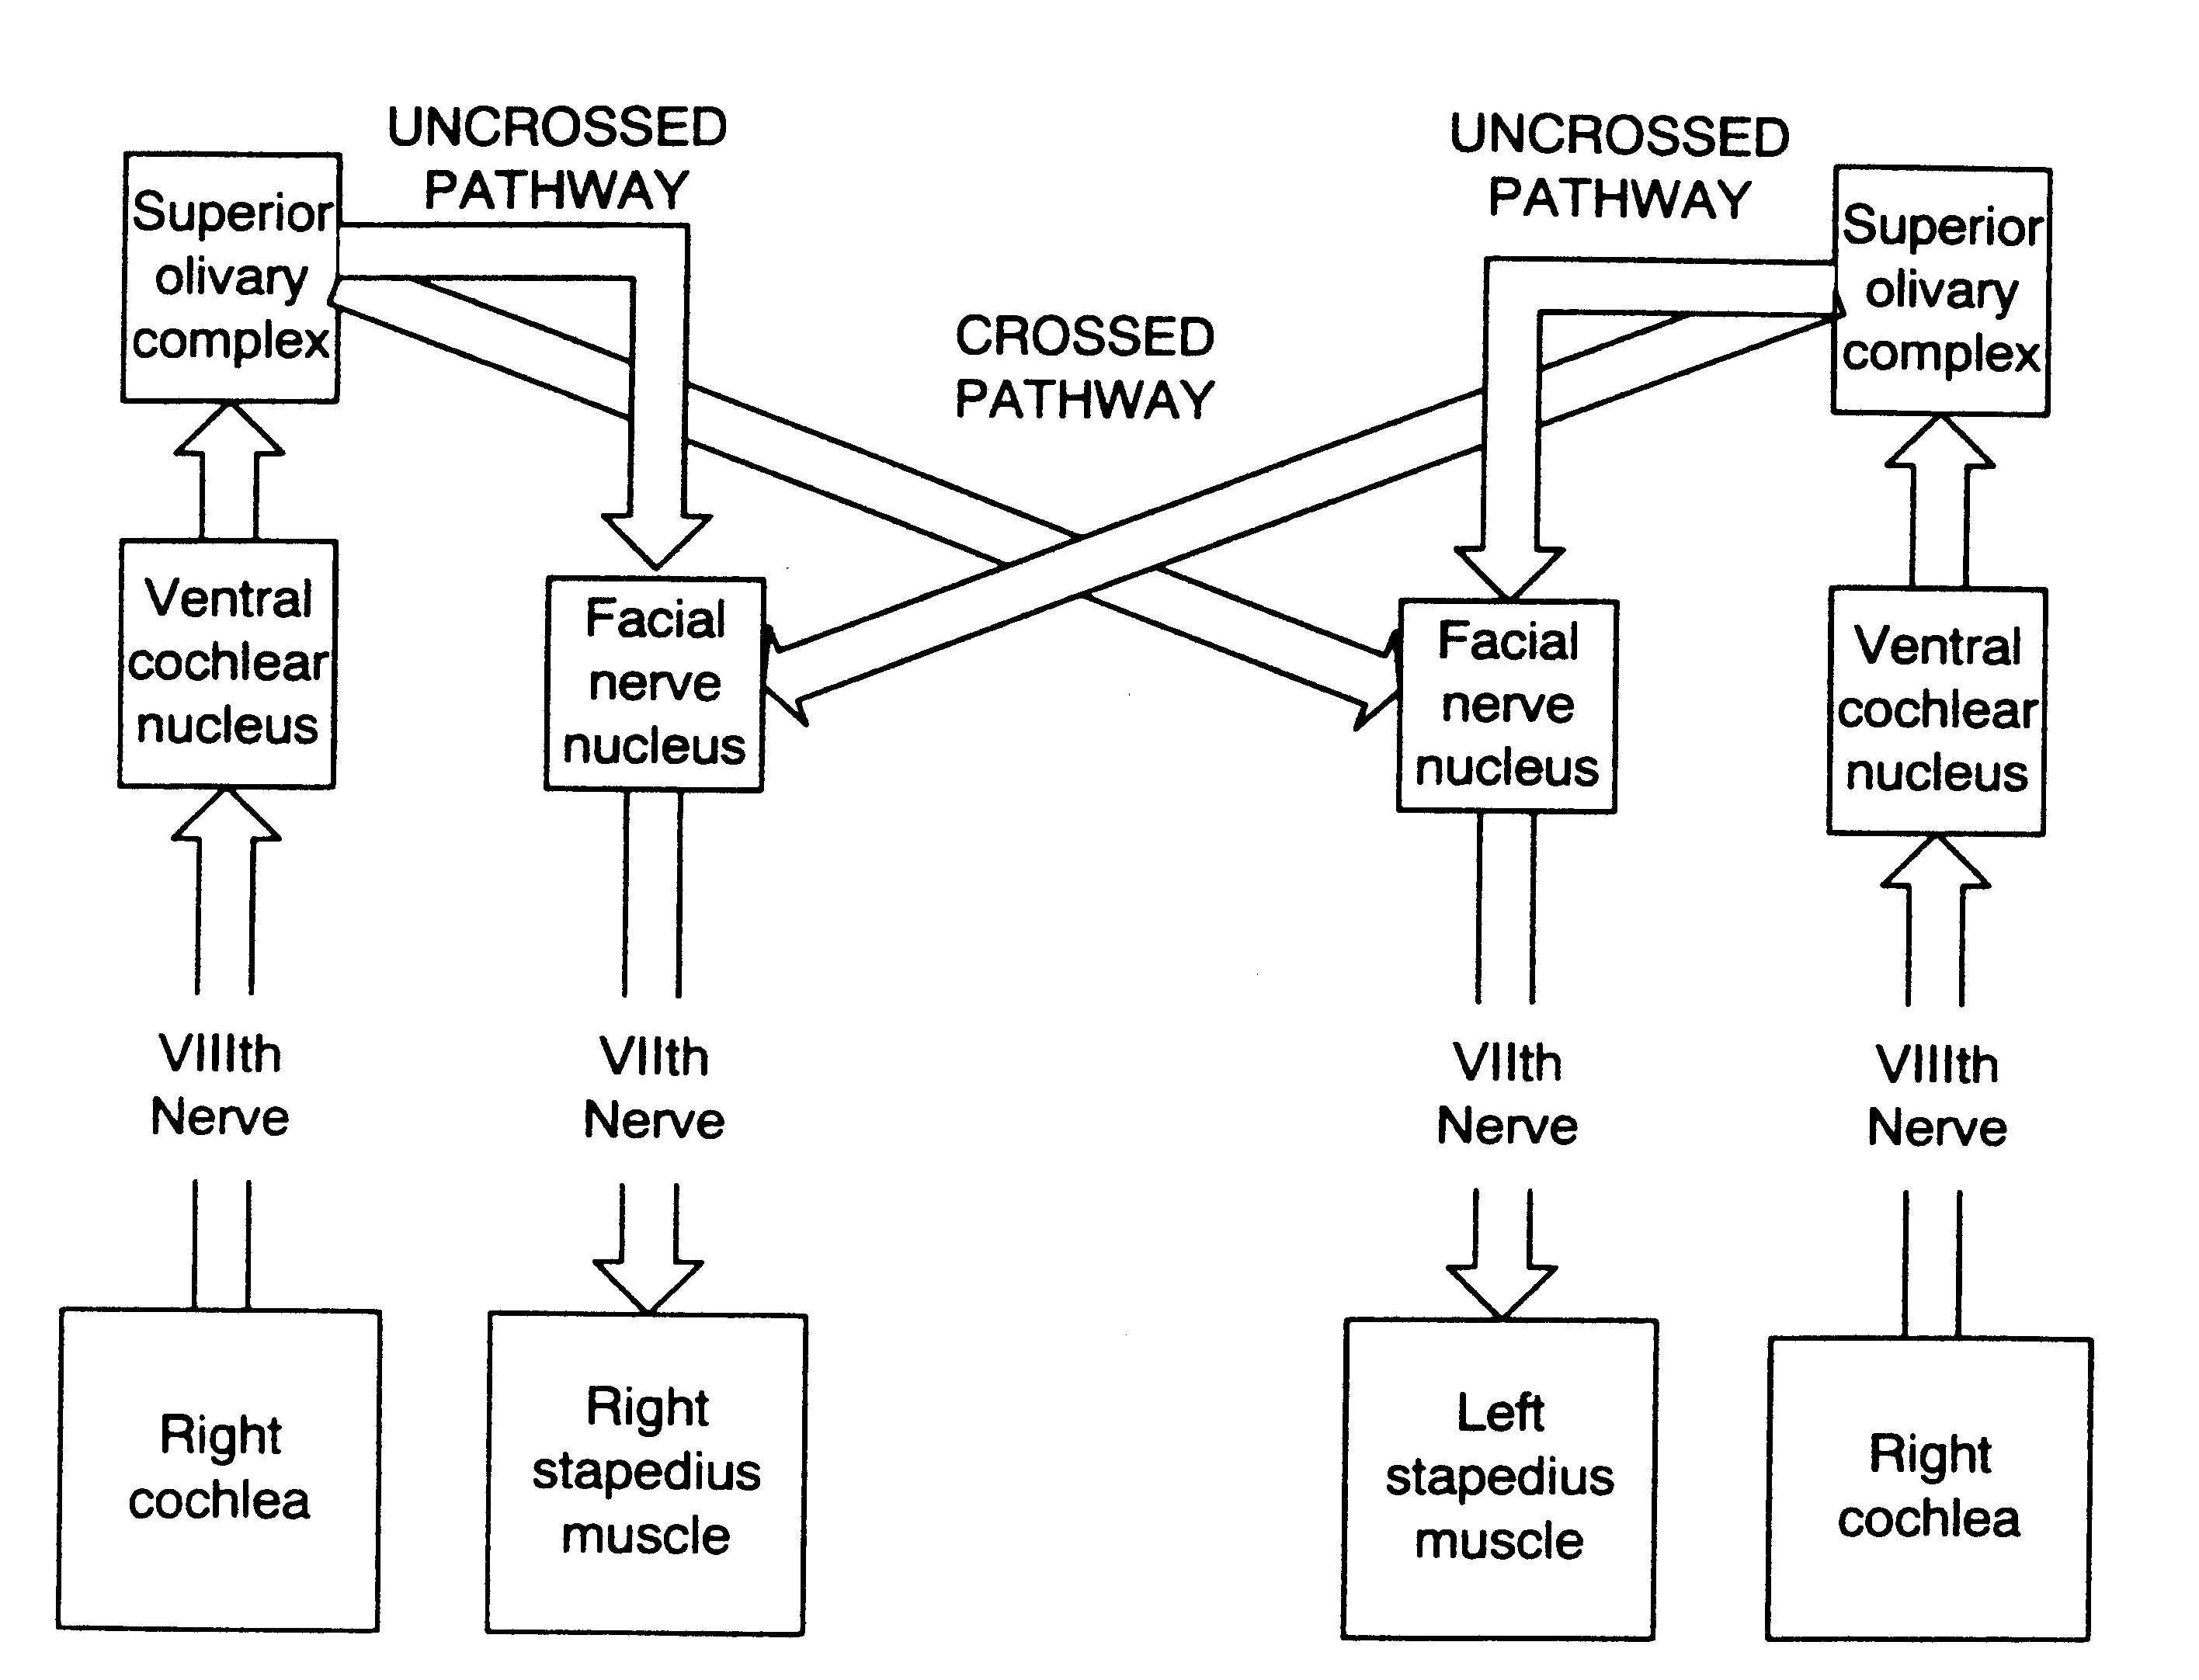 UNCROSSED
PATHWAY
UNCROSSED
PATHWAY
Superior
olivary
complex
Superior
olivary
complex
CROSSED
PATHWAY
Ventral
cochlear
nucleus
Facial
nerve
nucleus
Facial
nerve
nucleus
Ventral
cochlear
nucleus
VIIIth
Nerve
VIIth
Nerve
VIIth
Nerve
VIIIth
Nerve
Right
cochlea
Right
stapedius
muscle
Left
stapedius
muscle
Right
cochlea